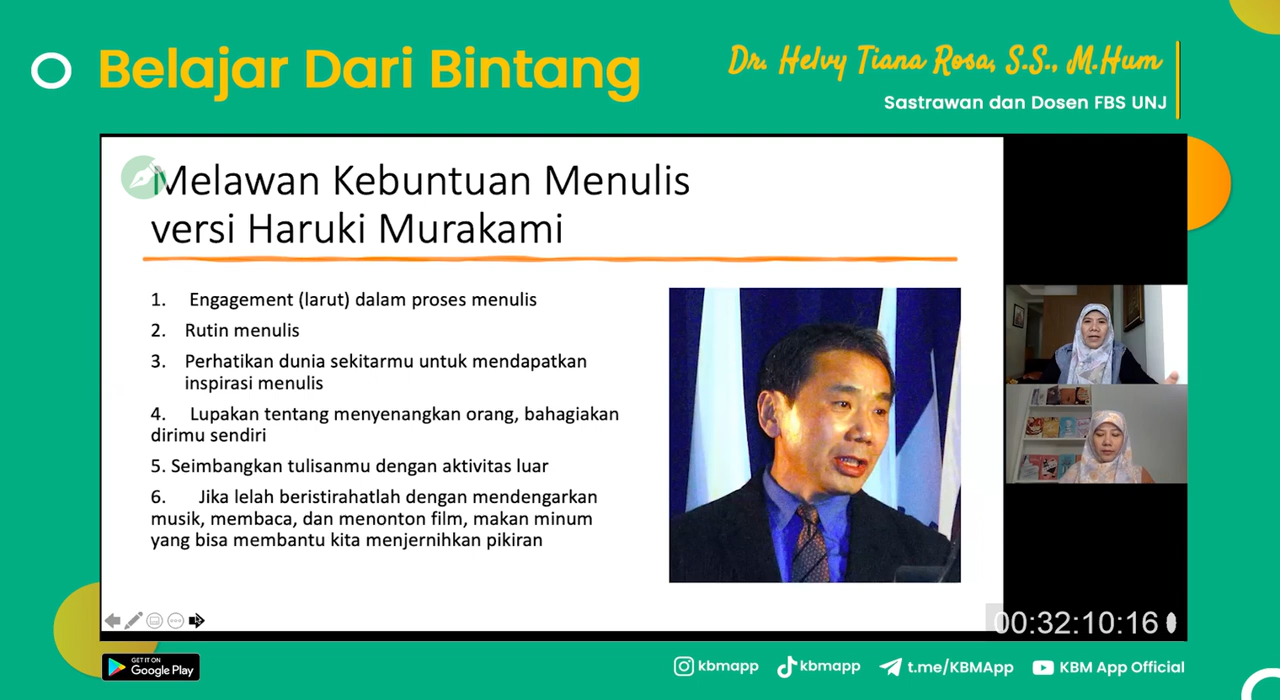 Belajar Dari Bintang
Dr. Helvy Tiana Rosa, S.S., M.Hum
Sastrawan dan Dosen FBS UNJ
Melawan Kebuntuan Menulis
versi Haruki Murakami
1. Engagement (larut) dalam proses menulis
2. Rutin menulis
3. Perhatikan dunia sekitarmu untuk mendapatkan
inspirasi menulis
4. Lupakan tentang menyenangkan orang, bahagiakan
dirimu sendiri
5. Seimbangkan tulisanmu dengan aktivitas luar
6. Jika lelah beristirahatlah dengan mendengarkan
musik, membaca, dan menonton film, makan minum
yang bisa membantu kita menjernihkan pikiran
00:32:10:16
GET IT ON
Google Play
kbmapp
kbmapp
t.me/KBMApp
KBM App Official